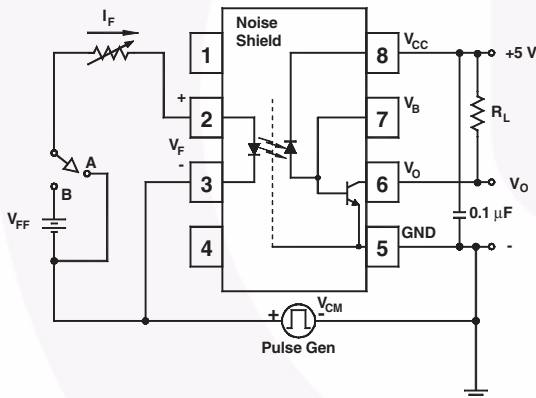 I_F
Noise Shield
1
8
V_CC
+5 V
+
2
7
V_B
R_L
V_F
A
-
3
6
V_O
V_O
B
V_FF
0.1 µF
4
5
GND
-
+
V_CM
-
Pulse Gen